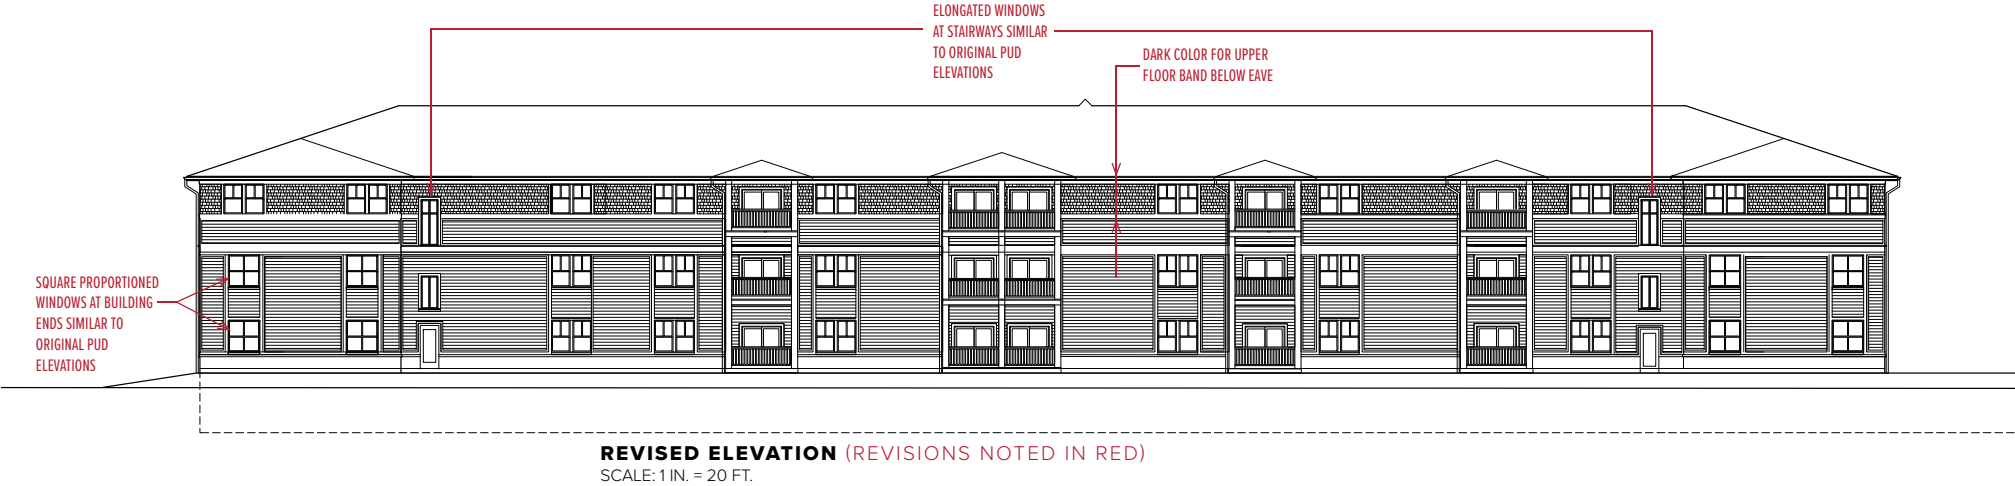 ELONGATED WINDOWS
AT STAIRWAYS SIMILAR
TO ORIGINAL PUD
ELEVATIONS
DARK COLOR FOR UPPER
FLOOR BAND BELOW EAVE
SQUARE PROPORTIONED
WINDOWS AT BUILDING
ENDS SIMILAR TO
ORIGINAL PUD
ELEVATIONS
REVISED ELEVATION (REVISIONS NOTED IN RED)
SCALE: 1 IN. = 20 FT.